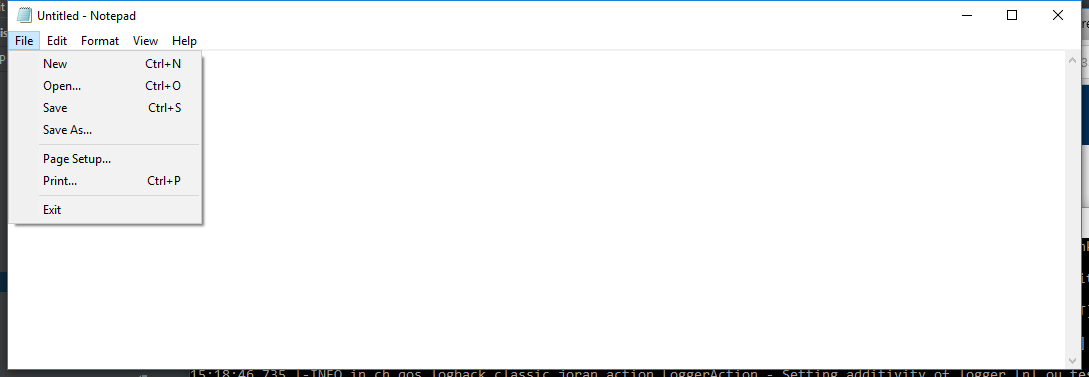 Untitled - Notepad
File Edit Format View Help
New Ctrl+N
Open... Ctrl+O
Save Ctrl+S
Save As...
Page Setup...
Print... Ctrl+P
Exit
15:18:46,735 |-INFO in ch.qos.logback.classic.joran.action.LoggerAction - Setting additivity of logger